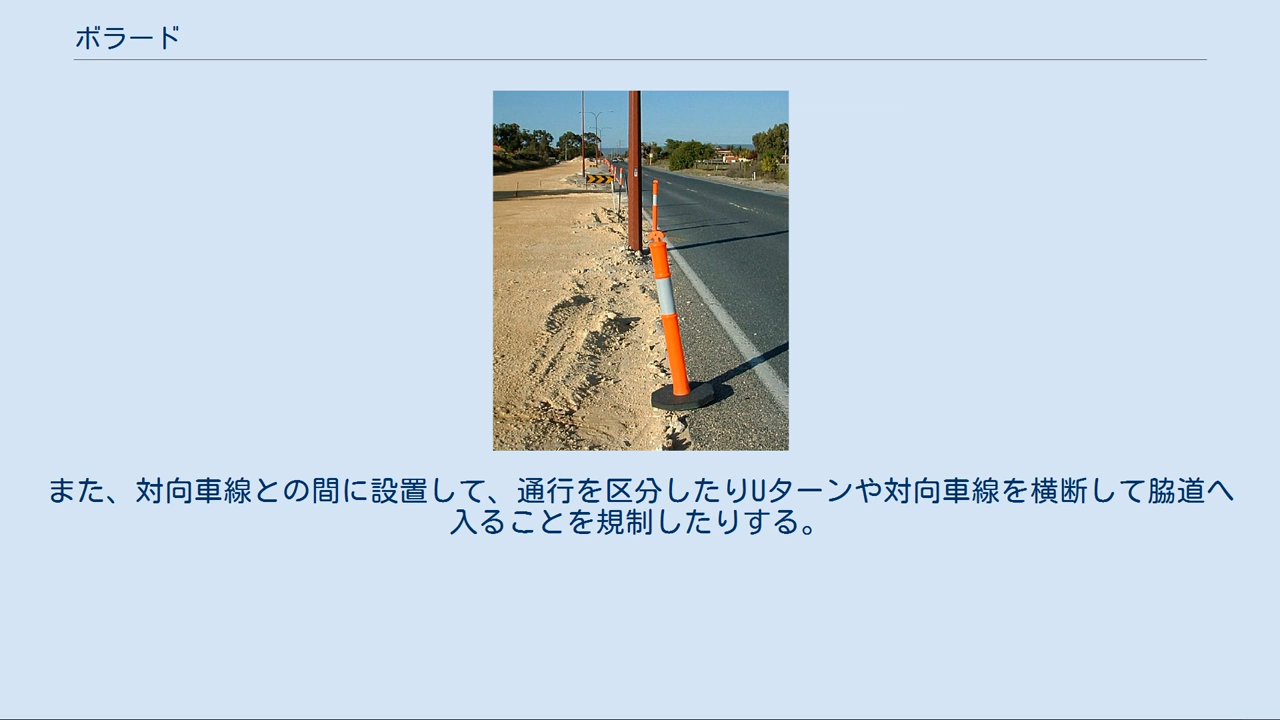 ボラード
また、対向車線との間に設置して、通行を区分したりUターンや対向車線を横断して脇道へ
入ることを規制したりする。